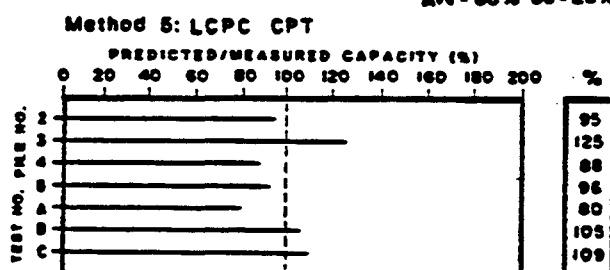 Method 5: LCPC CPT
PREDICTED/MEASURED CAPACITY (%)
0 20 40 60 80 100 120 140 160 180 200 %
TEST NO. PILE NO.
2 95
3 125
4 88
5 96
A 80
B 105
C 109